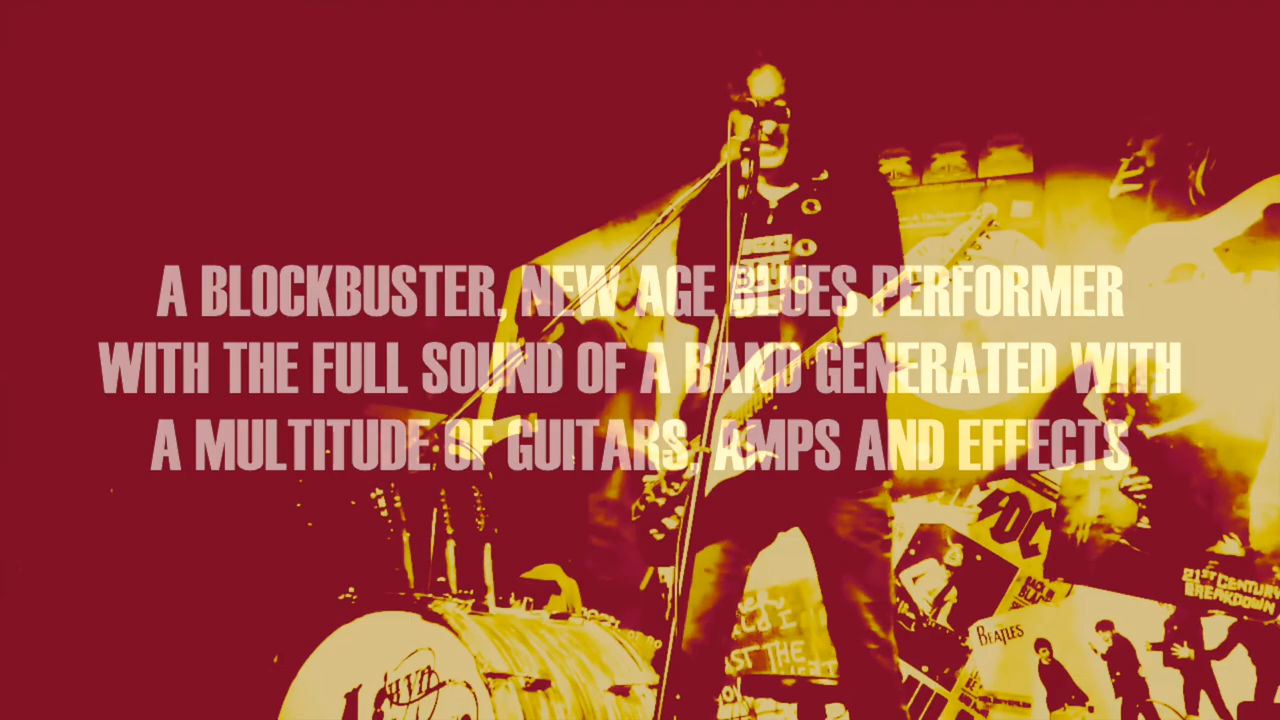 A BLOCKBUSTER, NEW AGE BLUES PERFORMER
WITH THE FULL SOUND OF A BAND GENERATED WITH
A MULTITUDE OF GUITARS, AMPS AND EFFECTS
21ST CENTURY
BREAKDOWN
BEATLES
THE